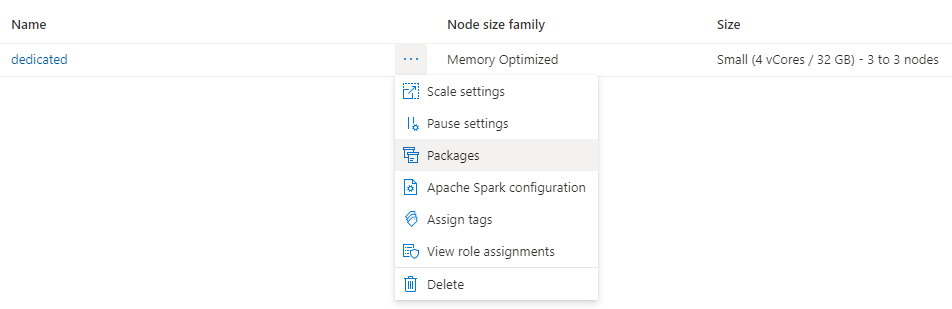 Name Node size family Size
dedicated ··· Memory Optimized Small (4 vCores / 32 GB) - 3 to 3 nodes
Scale settings
Pause settings
Packages
Apache Spark configuration
Assign tags
View role assignments
Delete